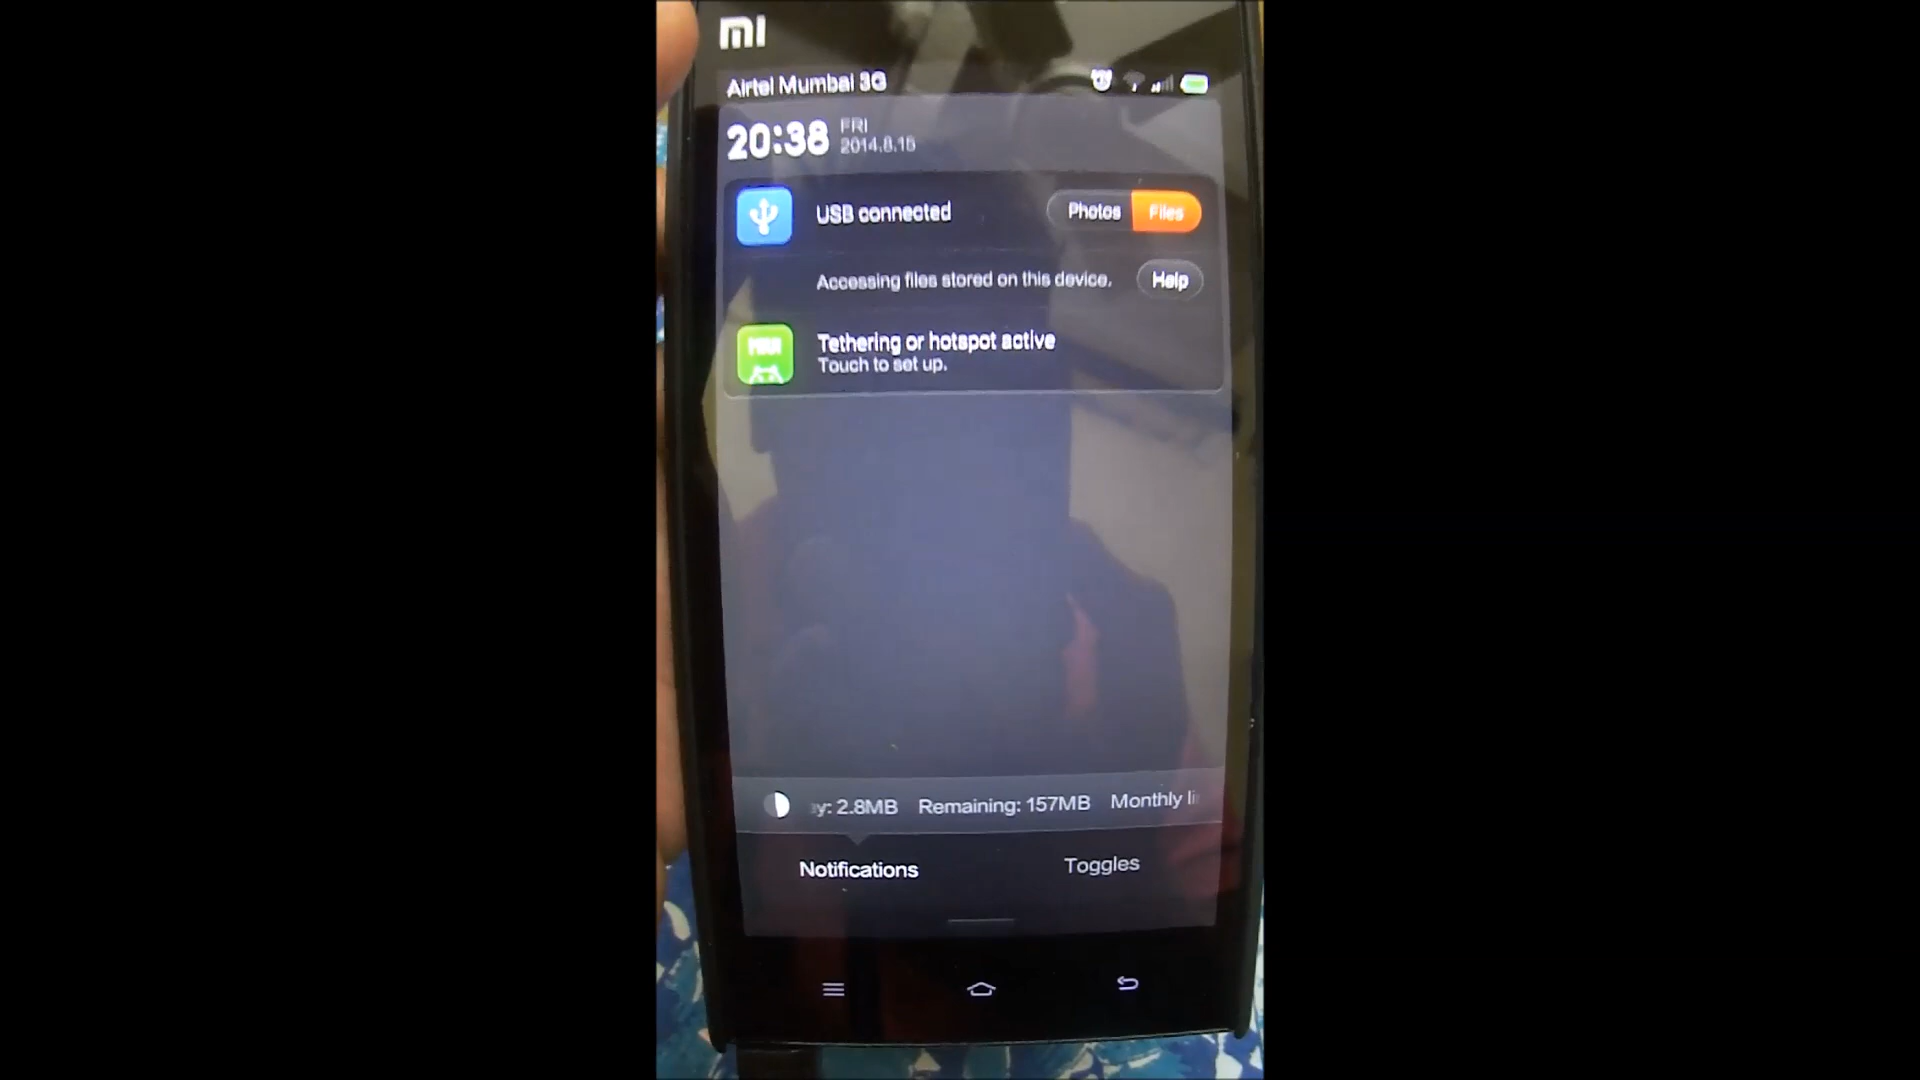 mi
Airtel Mumbai 3G
20:38
FRI
2014.8.15
USB connected
Photos
Files
Accessing files stored on this device.
Help
MIUI
Tethering or hotspot active
Touch to set up.
y: 2.8MB Remaining: 157MB Monthly li
Notifications
Toggles